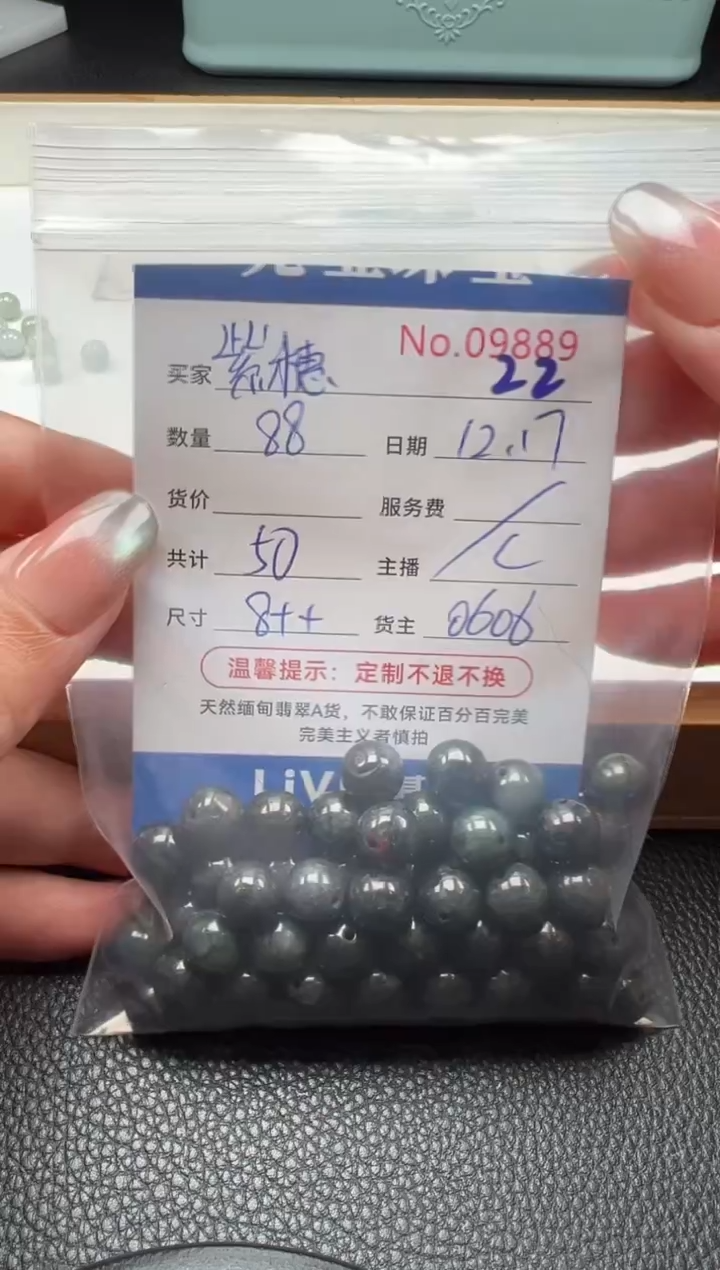 No.09889
22
买家 紫穗
数量 88 日期 12.17
货价 服务费 /
共计 50 主播 C
尺寸 8++ 货主 0606
温馨提示：定制不退不换
天然缅甸翡翠A货，不敢保证百分百完美
完美主义者慎拍
LiV